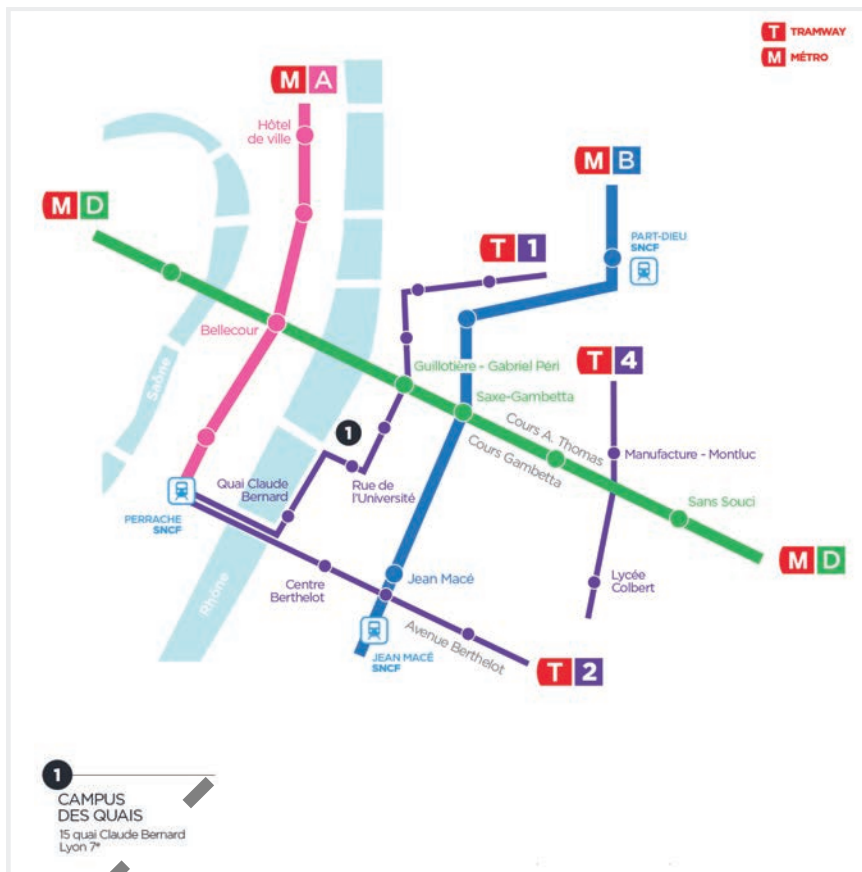 T TRAMWAY
M MÉTRO
M A
Hôtel
de ville
M B
M D
PART-DIEU
SNCF
T 1
Bellecour
Guillotière - Gabriel Péri
T 4
Saône
Saxe-Gambetta
Cours A. Thomas
Cours Gambetta
1
Manufacture - Montluc
Quai Claude
Bernard
Rue de
l'Université
Sans Souci
PERRACHE
SNCF
M D
Rhône
Centre
Berthelot
Jean Macé
Lycée
Colbert
Avenue Berthelot
JEAN MACÉ
SNCF
T 2
1
CAMPUS
DES QUAIS
15 quai Claude Bernard
Lyon 7e